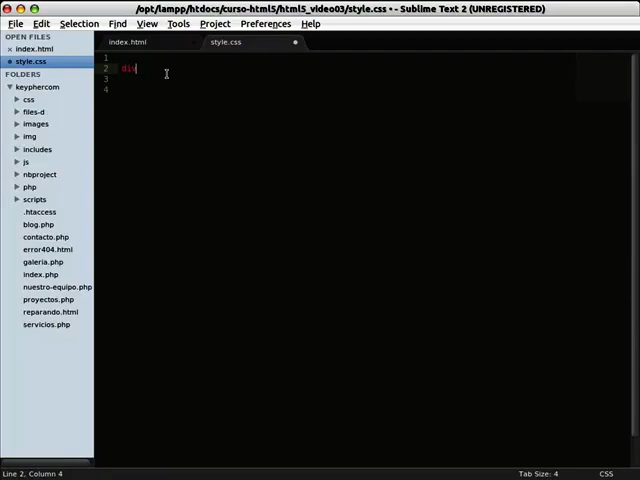 /opt/lampp/htdocs/curso-html5/html5_video03/style.css • - Sublime Text 2 (UNREGISTERED)
File Edit Selection Find View Tools Project Preferences Help
OPEN FILES
index.html
style.css
FOLDERS
keyphercom
css
files-d
images
img
includes
js
nbproject
php
scripts
.htaccess
blog.php
contacto.php
error404.html
galeria.php
index.php
nuestro-equipo.php
proyectos.php
reparando.html
servicios.php
index.html style.css
1
2 div
3
4
Line 2, Column 4 Tab Size: 4 CSS